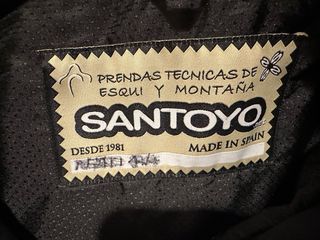 PRENDAS TECNICAS DE
ESQUI Y MONTAÑA
SANTOYO
DESDE 1981
MADE IN SPAIN